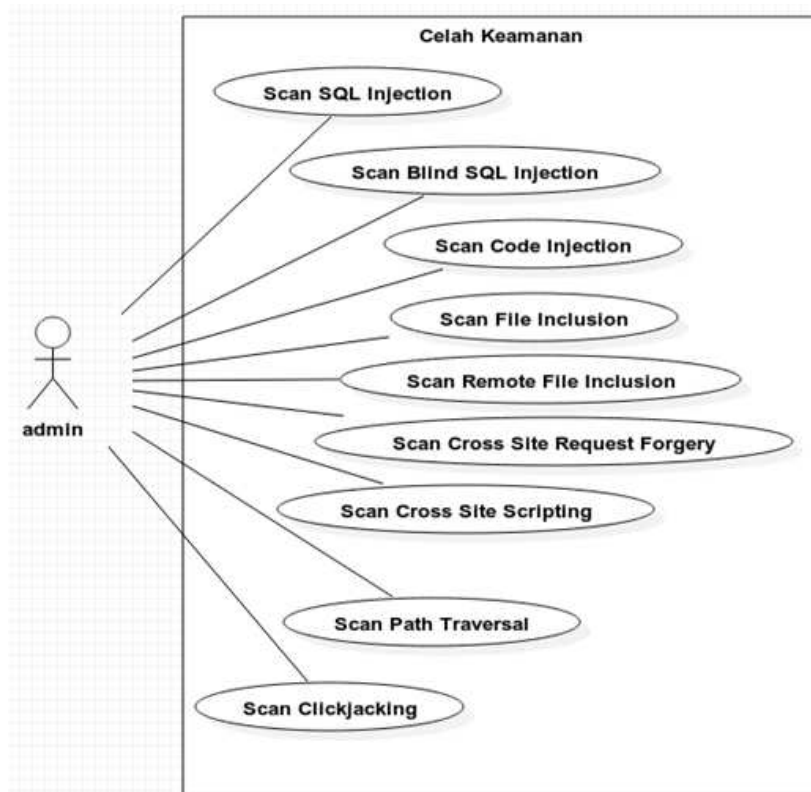 Celah Keamanan
Scan SQL Injection
Scan Blind SQL Injection
Scan Code Injection
Scan File Inclusion
Scan Remote File Inclusion
admin
Scan Cross Site Request Forgery
Scan Cross Site Scripting
Scan Path Traversal
Scan Clickjacking